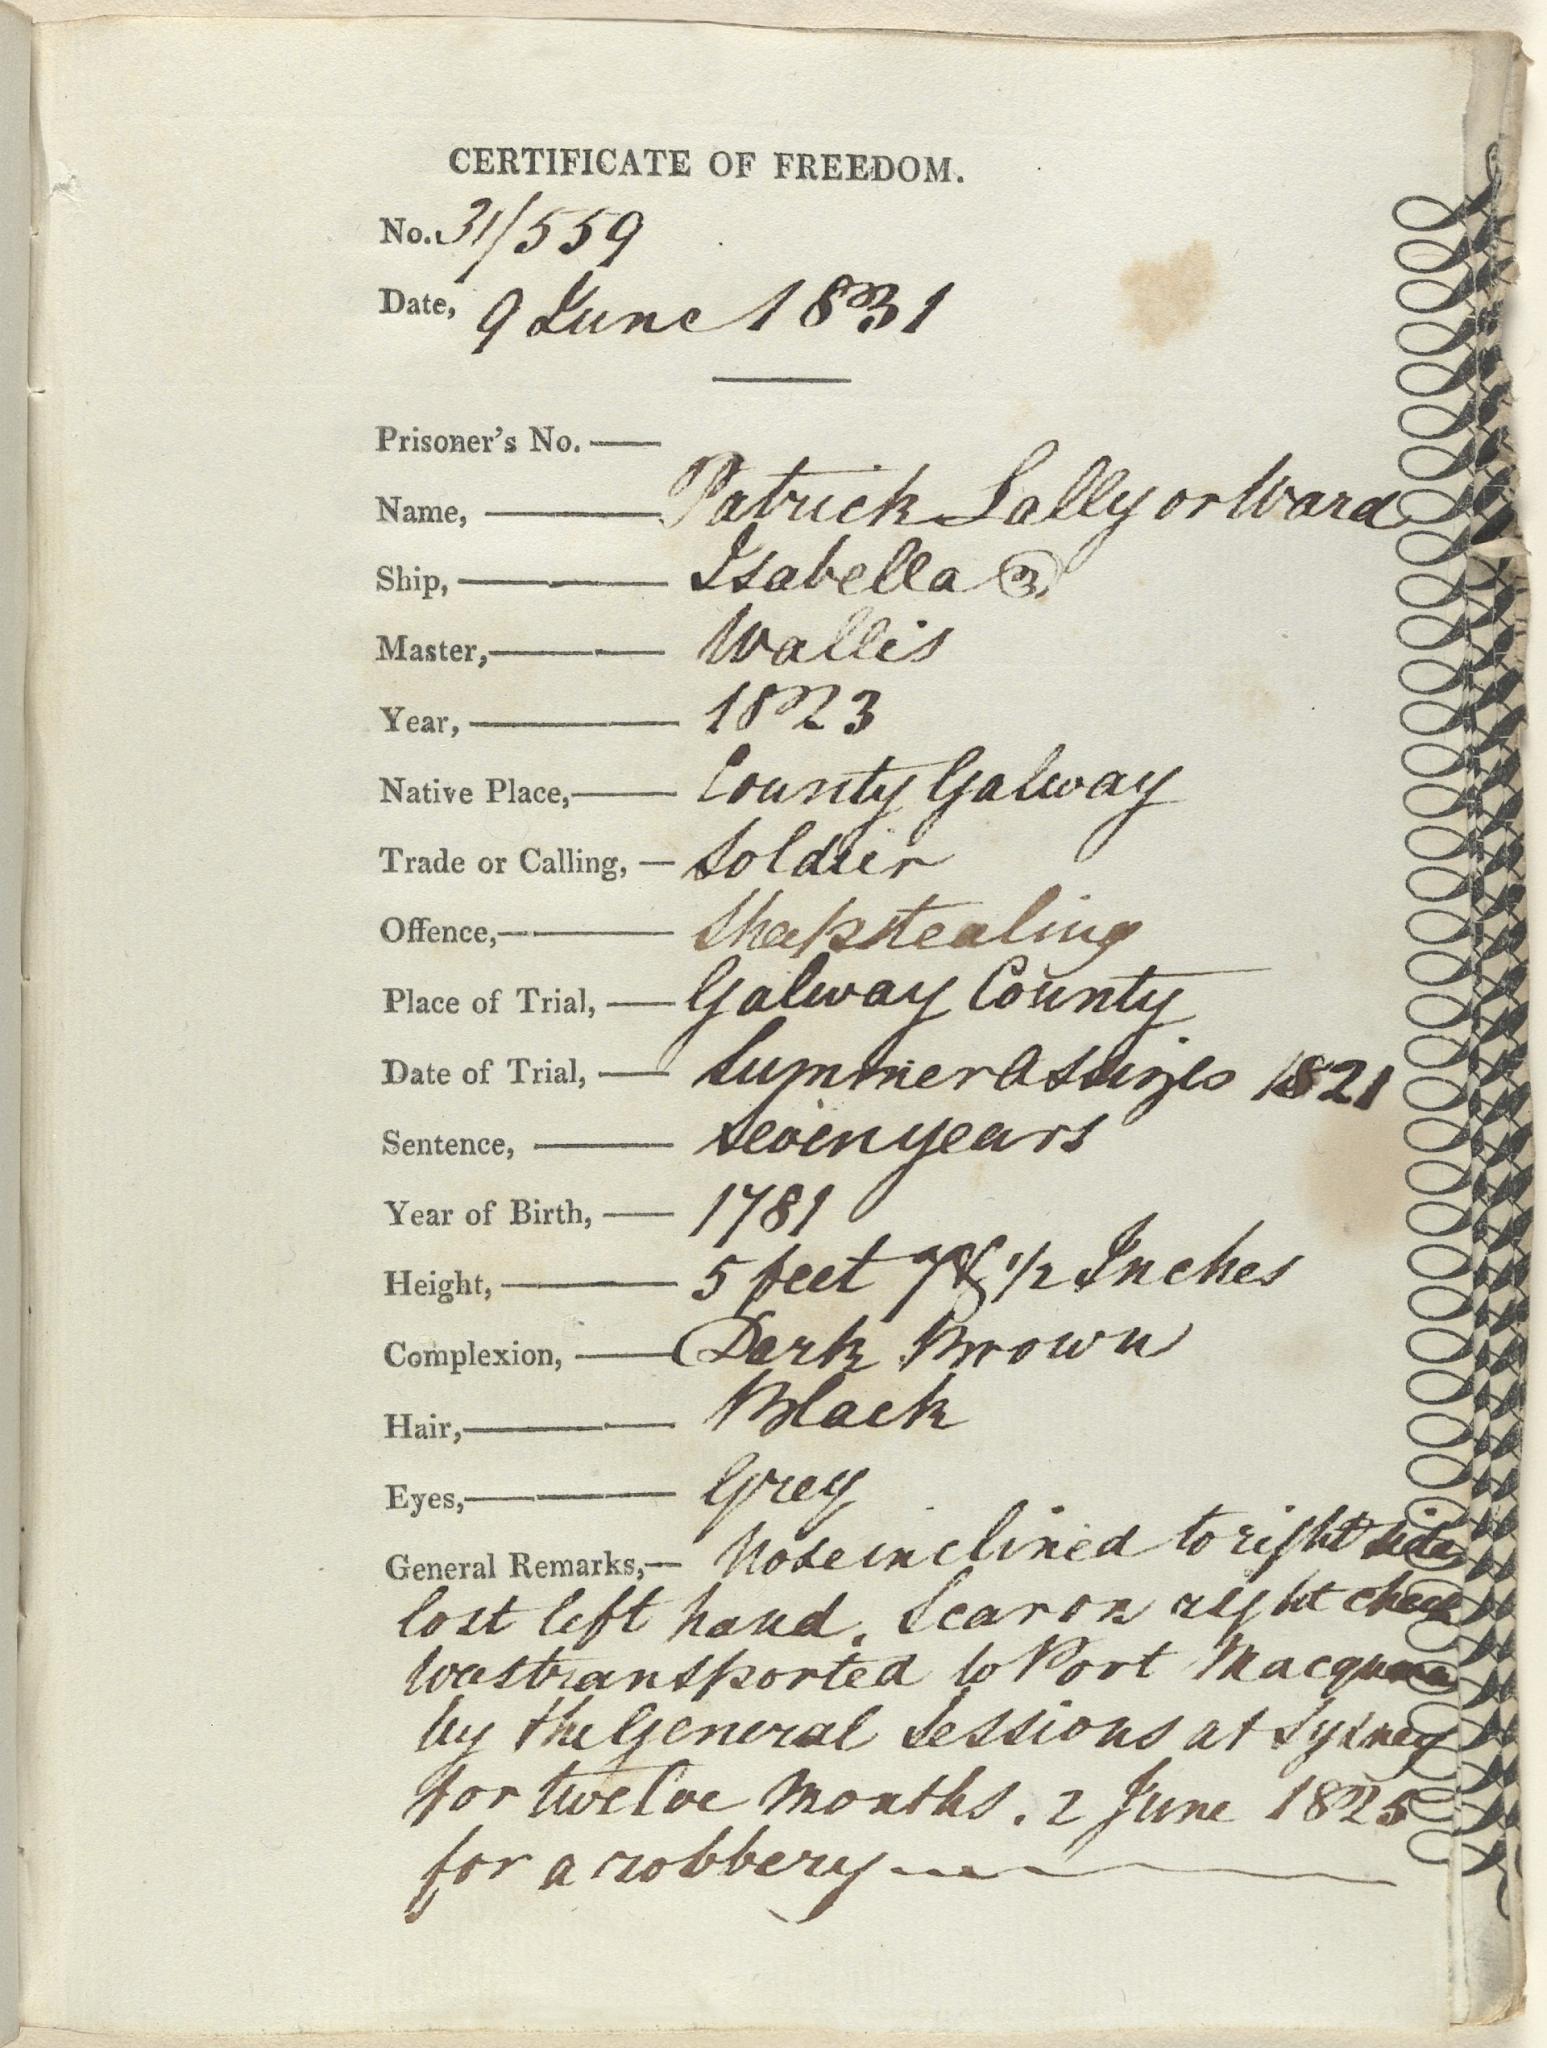 CERTIFICATE OF FREEDOM.
No. 31/559
Date, 9 June 1831
Prisoner's No. —
Name, — Patrick Lally or Ward
Ship, — Isabella
Master, — Wallis
Year, — 1823
Native Place, — County Galway
Trade or Calling, — Soldier
Offence, — Sheepstealing
Place of Trial, — Galway County
Date of Trial, — Summer Assizes 1821
Sentence, — Seven years
Year of Birth, — 1781
Height, — 5 feet 7 & 1/2 Inches
Complexion, — Dark Brown
Hair, — Black
Eyes, — Grey
General Remarks, — Nose inclined to right side
lost left hand. Scar on right cheek
was transported to Port Macquarie
by the General Sessions at Sydney
for twelve Months. 2 June 1825
for a robbery